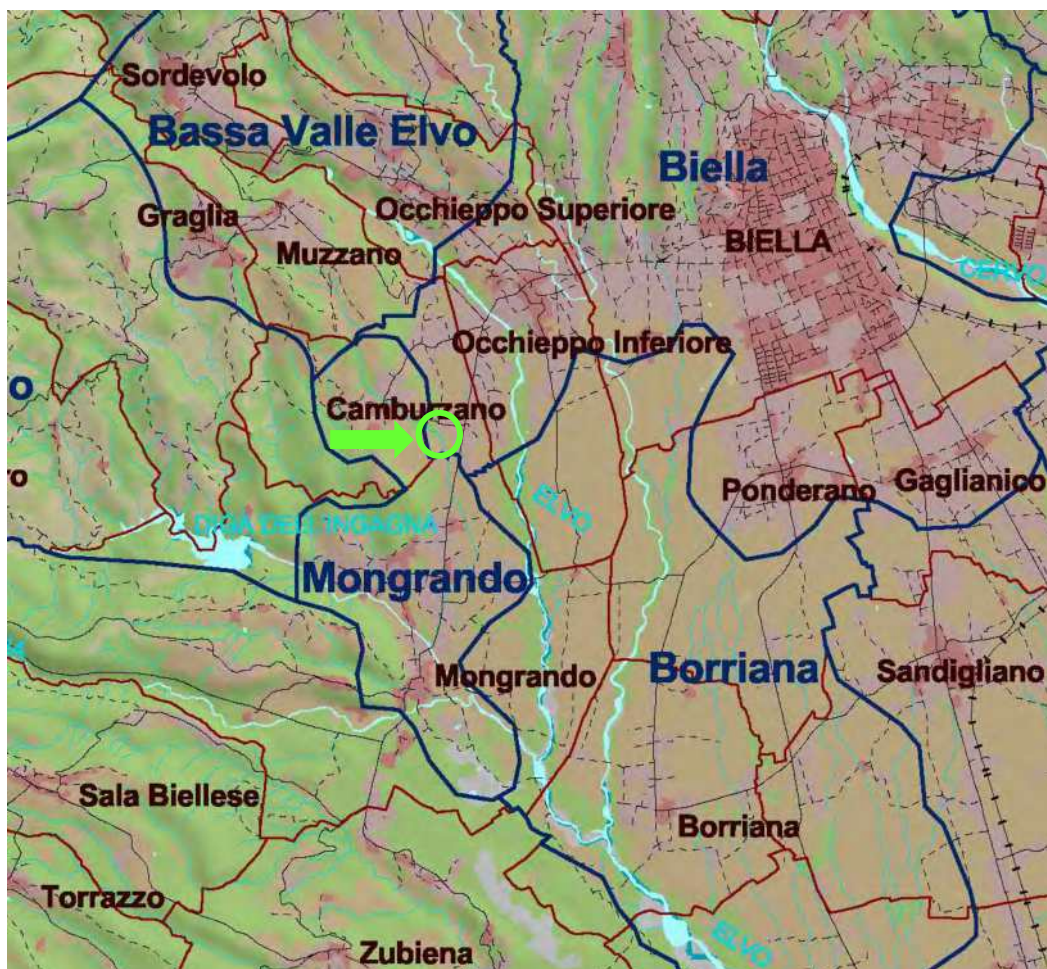 Sordevolo
Bassa Valle Elvo
Biella
Graglia
Occhieppo Superiore
Muzzano
BIELLA
CERVO
Occhieppo Inferiore
Camburzano
o
ro
Ponderano
Gaglianico
ELVO
DIGA DELL'INGAGNA
Mongrando
Mongrando
Borriana
Sandigliano
Sala Biellese
Borriana
Torrazzo
Zubiena
ELVO